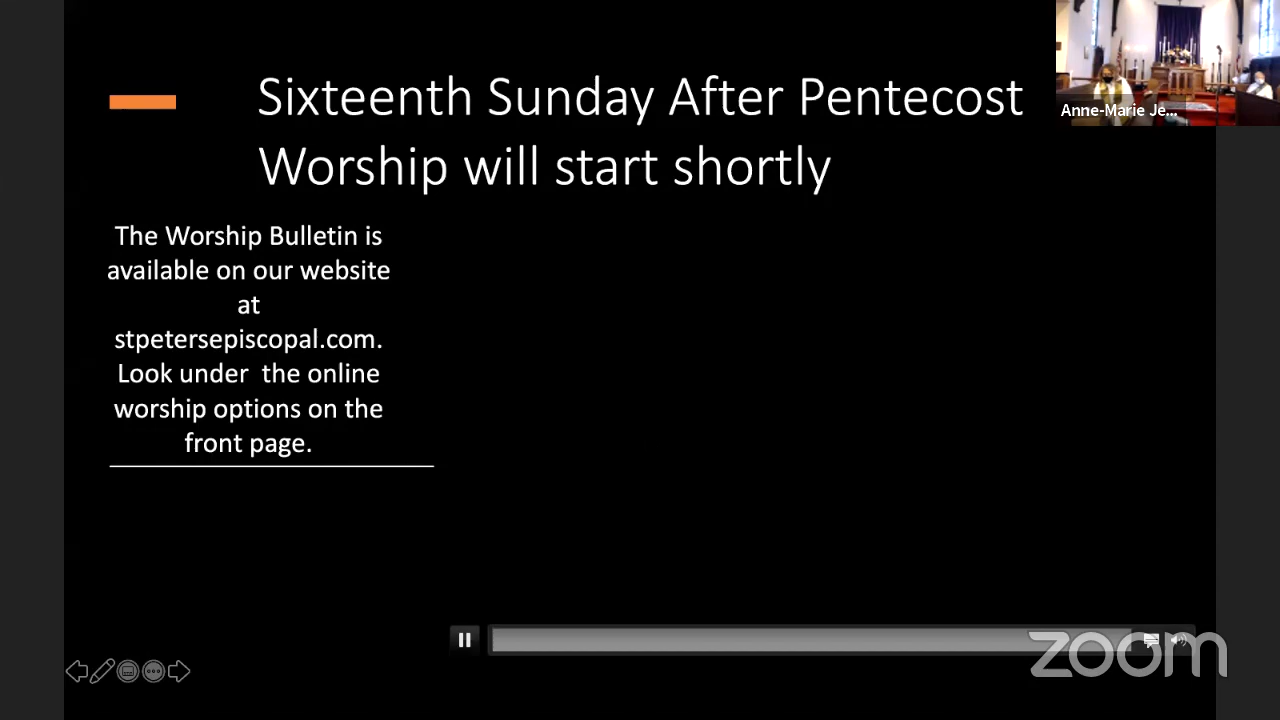 Sixteenth Sunday After Pentecost
Worship will start shortly
Anne-Marie Je...
The Worship Bulletin is
available on our website
at
stpetersepiscopal.com.
Look under  the online
worship options on the
front page.
zoom